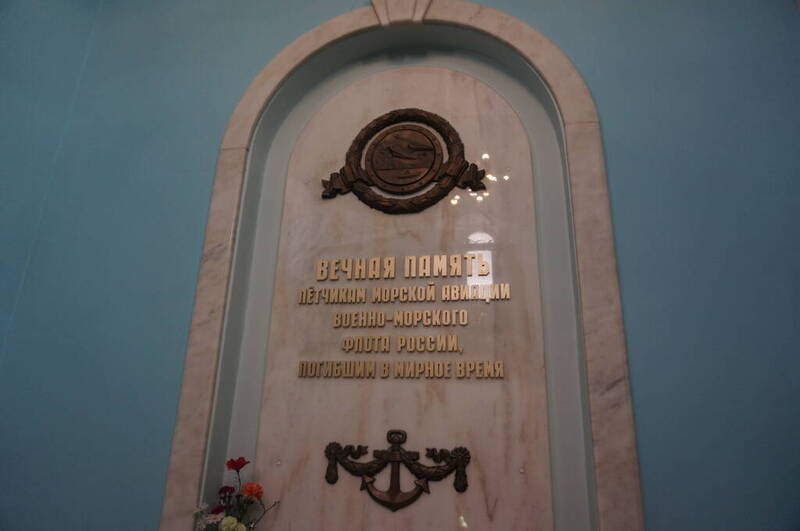 ВЕЧНАЯ ПАМЯТЬ
ЛЁТЧИКАМ МОРСКОЙ АВИАЦИИ
ВОЕННО-МОРСКОГО
ФЛОТА РОССИИ,
ПОГИБШИМ В МИРНОЕ ВРЕМЯ